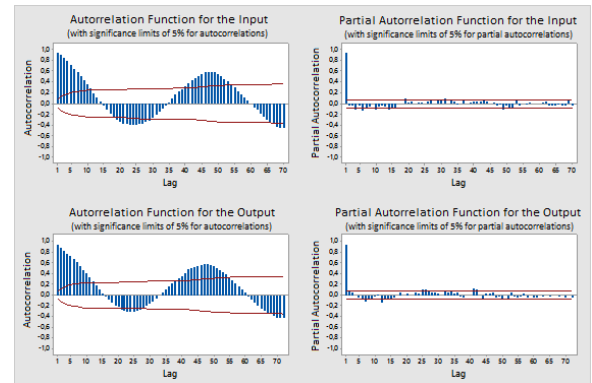 Autorrelation Function for the Input
(with significance limits of 5% for autocorrelations)
Autocorrelation
1,0
0,8
0,6
0,4
0,2
0,0
-0,2
-0,4
-0,6
-0,8
-1,0
1 5 10 15 20 25 30 35 40 45 50 55 60 65 70
Lag
Partial Autorrelation Function for the Input
(with significance limits of 5% for partial autocorrelations)
Partial Autocorrelation
1,0
0,8
0,6
0,4
0,2
0,0
-0,2
-0,4
-0,6
-0,8
-1,0
1 5 10 15 20 25 30 35 40 45 50 55 60 65 70
Lag
Autorrelation Function for the Output
(with significance limits of 5% for autocorrelations)
Autocorrelation
1,0
0,8
0,6
0,4
0,2
0,0
-0,2
-0,4
-0,6
-0,8
-1,0
1 5 10 15 20 25 30 35 40 45 50 55 60 65 70
Lag
Partial Autorrelation Function for the Output
(with significance limits of 5% for partial autocorrelations)
Partial Autocorrelation
1,0
0,8
0,6
0,4
0,2
0,0
-0,2
-0,4
-0,6
-0,8
-1,0
1 5 10 15 20 25 30 35 40 45 50 55 60 65 70
Lag